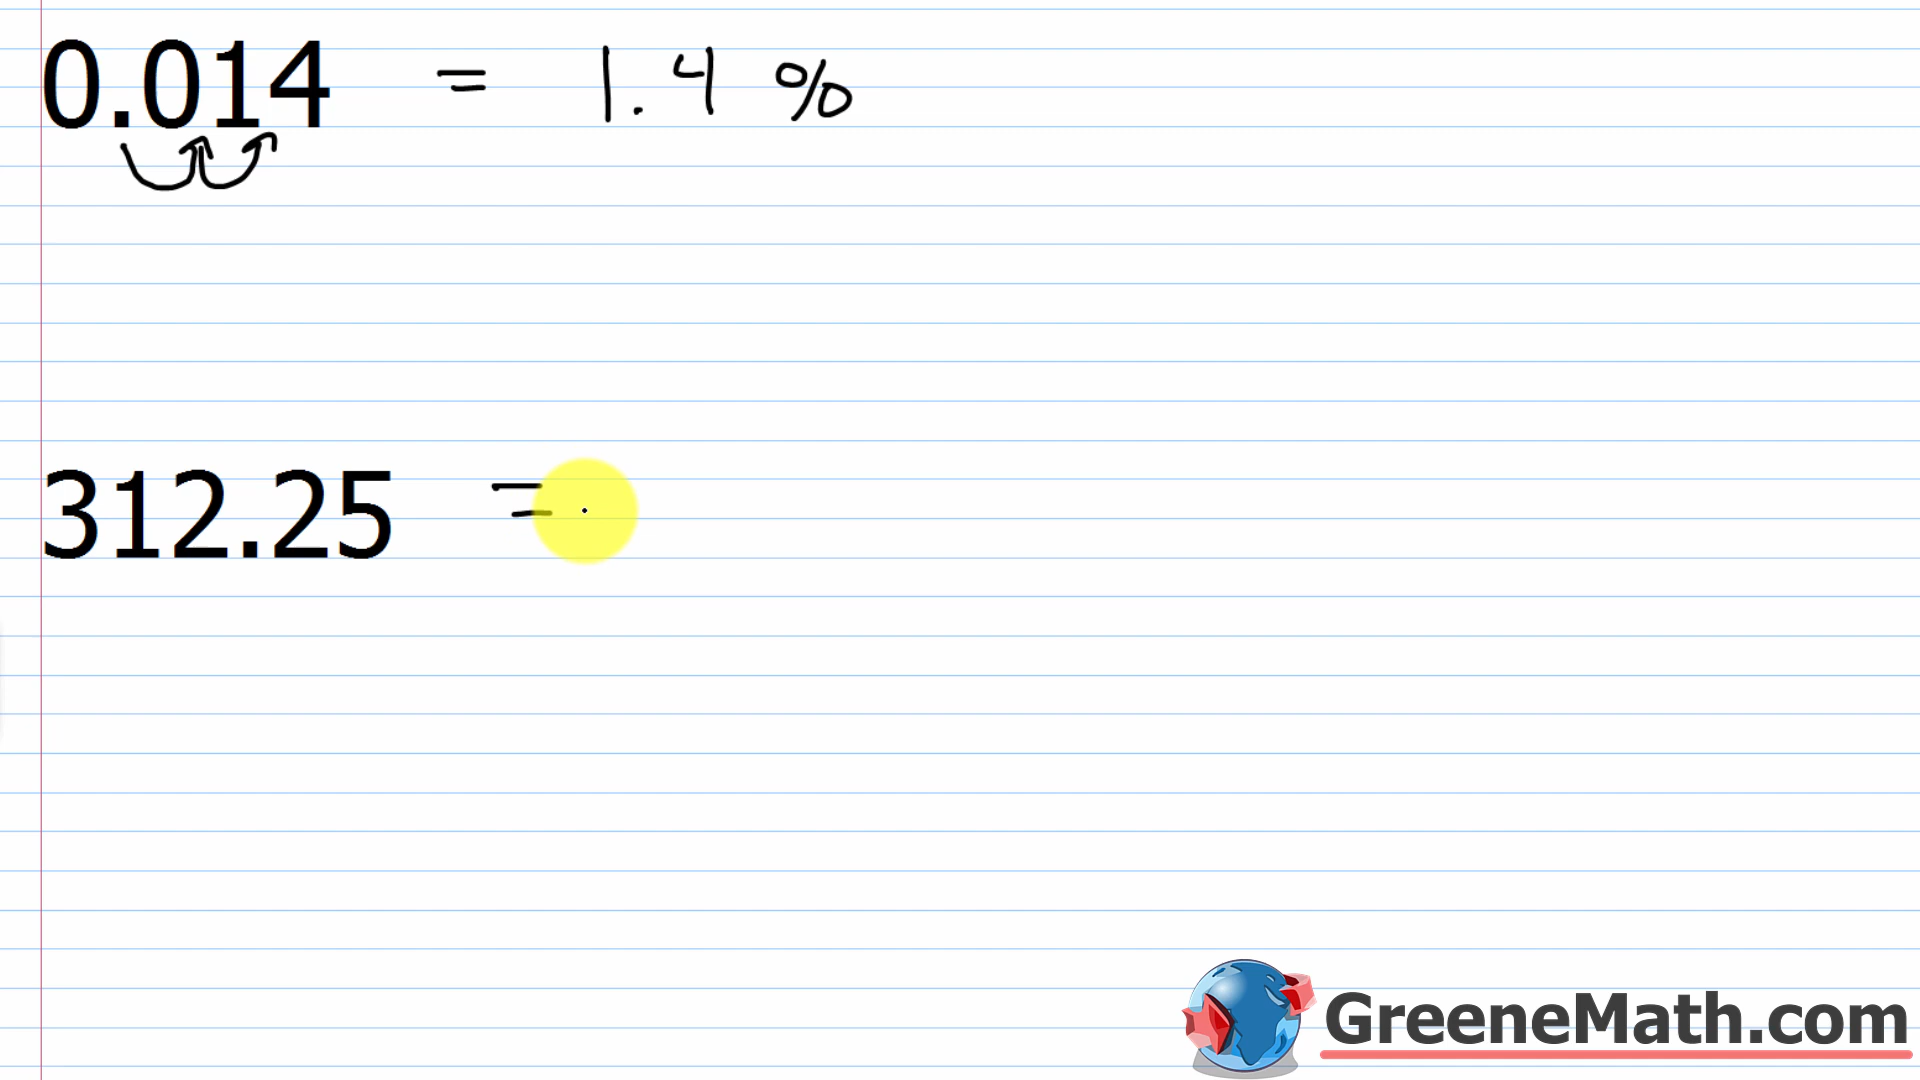 0.014 = 1.4 %
312.25 =
GreeneMath.com